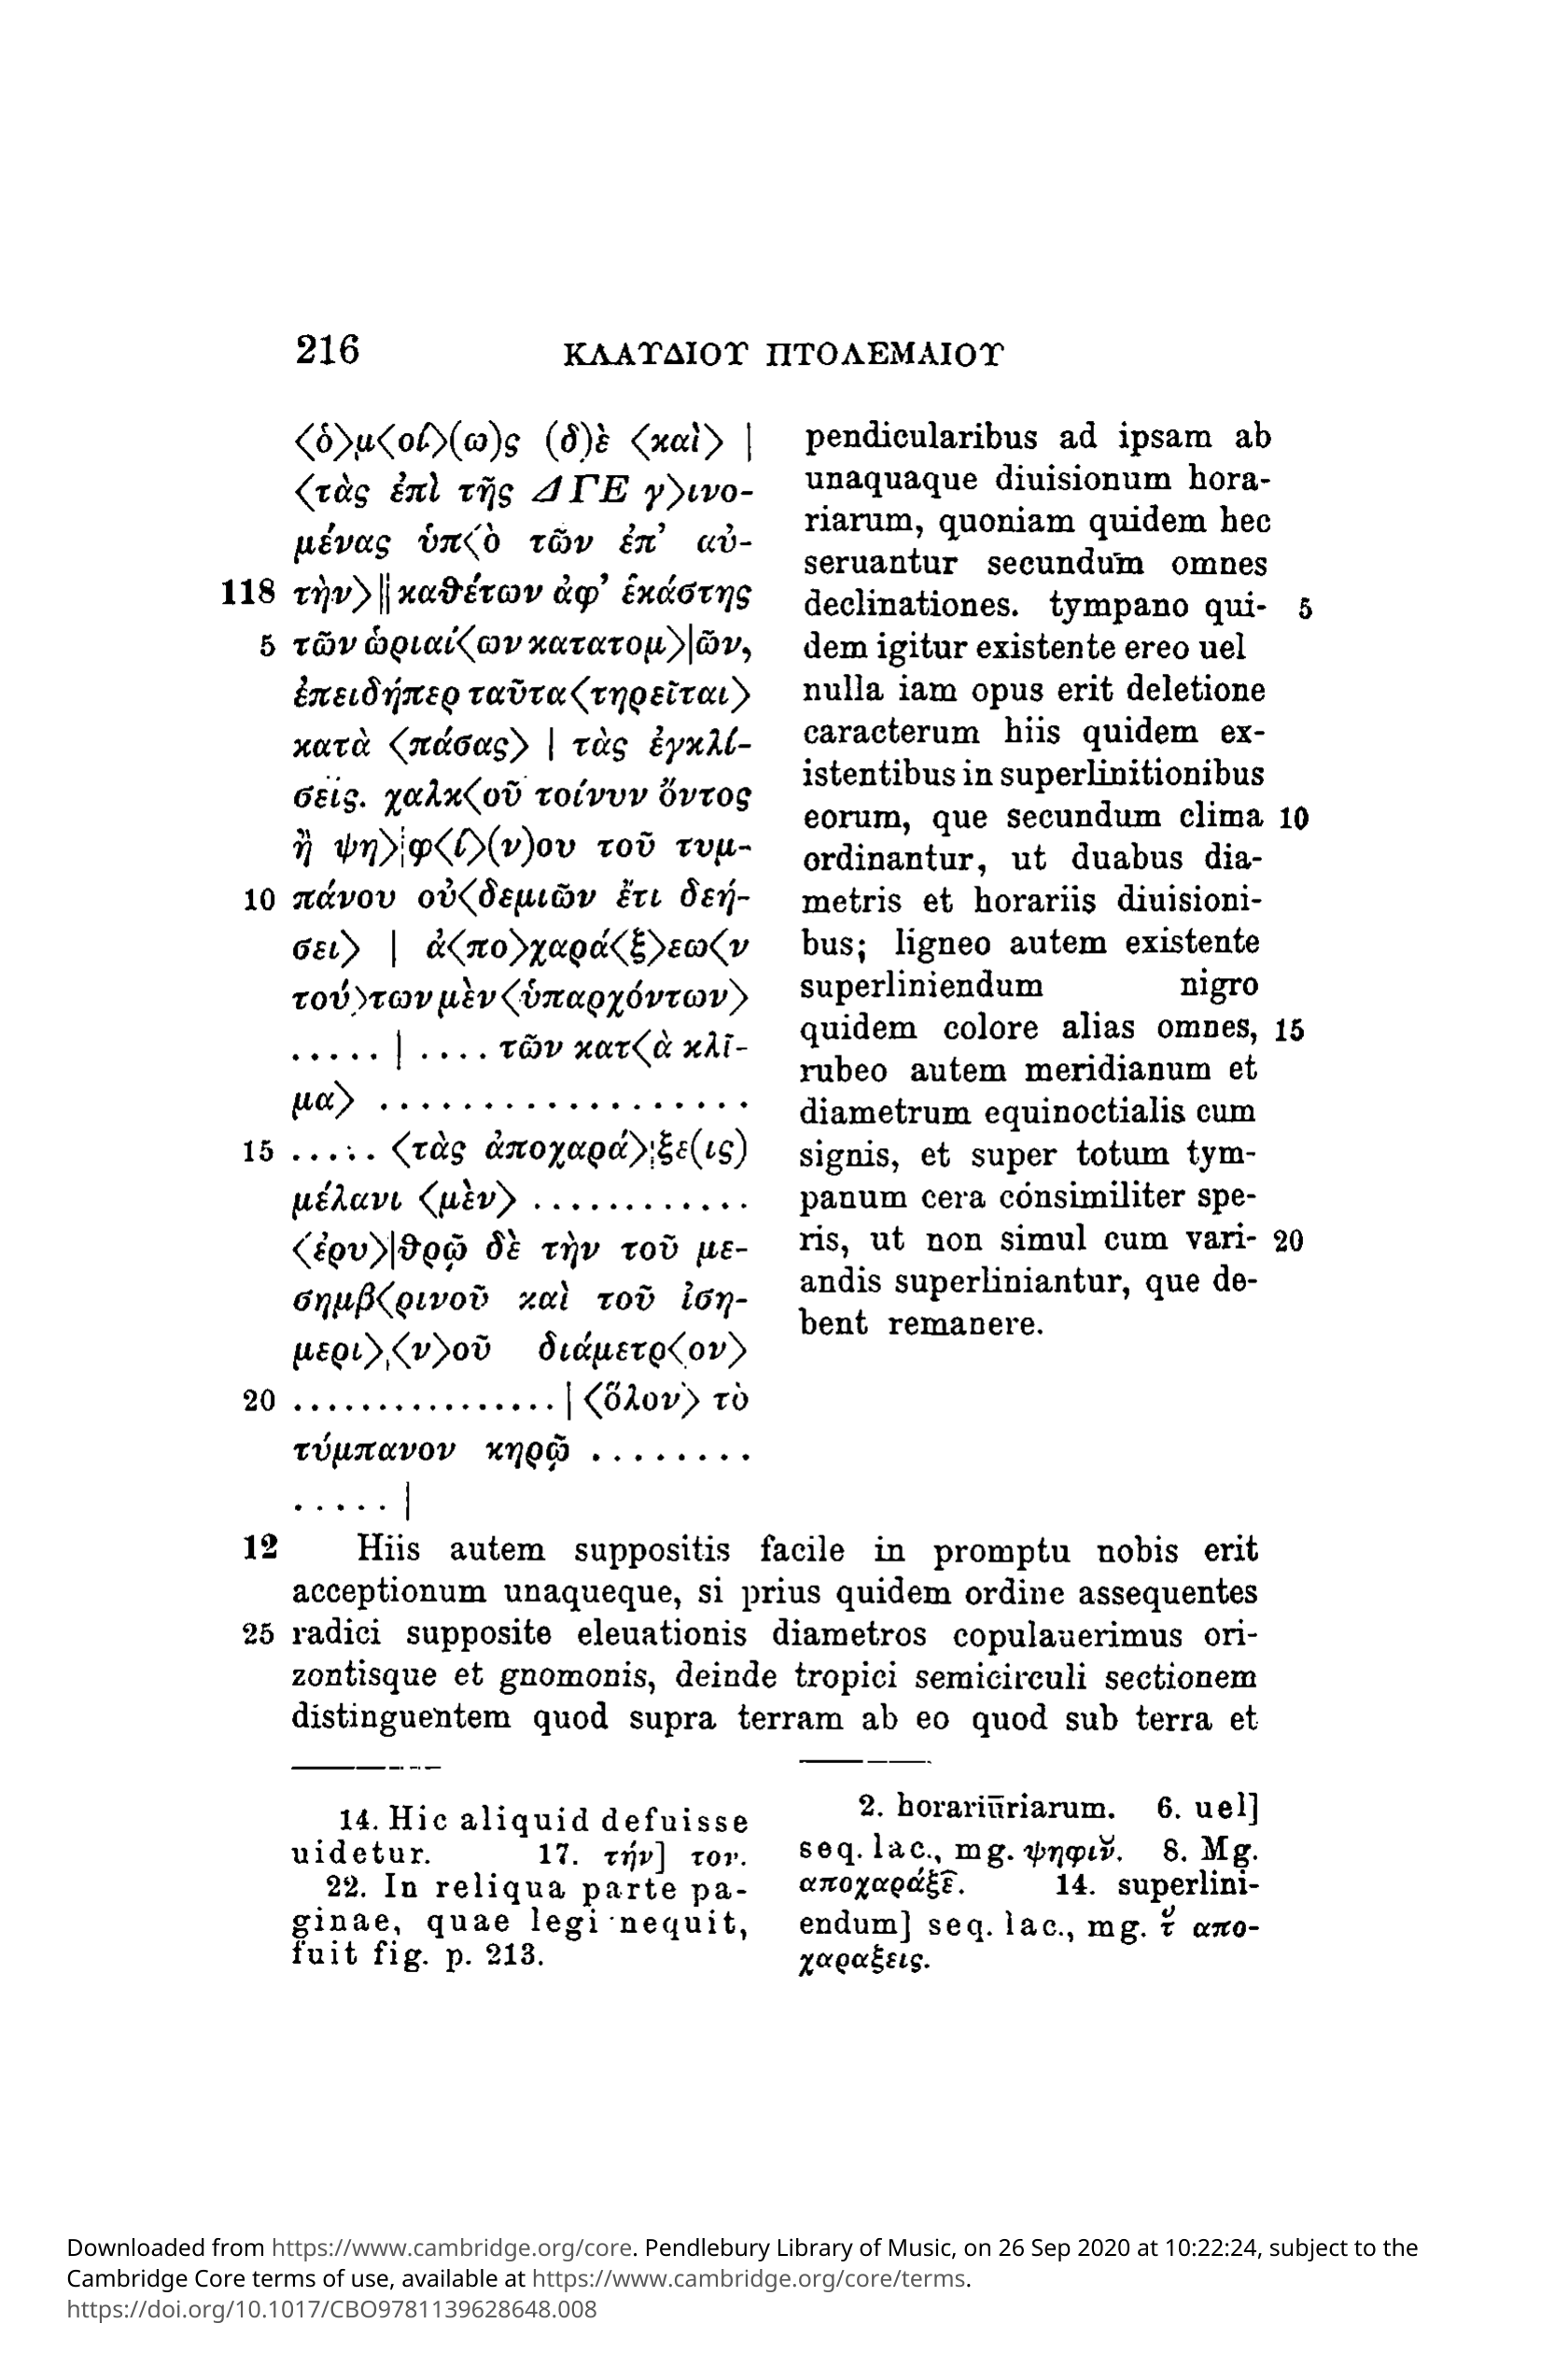 216 ΚΛΑΥΔΙΟΥ ΠΤΟΛΕΜΑΙΟΥ
〈ὁ〉μ〈οί〉(ω)ς (δ)ὲ 〈καὶ〉 |
〈τὰς ἐπὶ τῆς ΔΓΕ γ〉ινο-
μένας ὑπ〈ὸ τῶν ἐπ’ αὐ-
118 τὴν〉 || καθέτων ἀφ’ ἑκάστης
5 τῶν ὡριαί〈ων κατατομ〉|ῶν,
ἐπειδήπερ ταῦτα 〈τηρεῖται〉
κατὰ 〈πάσας〉 | τὰς ἐγκλί-
σεις. χαλκ〈οῦ τοίνυν ὄντος
ἢ ψη〉|φ〈ί〉(ν)ου τοῦ τυμ-
10 πάνου οὐ〈δεμιῶν ἔτι δεή-
σει〉 | ἀ〈πο〉χαρά〈ξ〉εω〈ν
τού〉των μὲν 〈ὑπαρχόντων〉
..... | .... τῶν κατ〈ὰ κλῖ-
μα〉 ..................
15 ..... 〈τὰς ἀποχαρά〉|ξε(ις)
μέλανι 〈μὲν〉 ............
〈ἐρυ〉|θρῷ δὲ τὴν τοῦ με-
σημβ〈ρινοῦ καὶ τοῦ ἰση-
μερι〉|〈ν〉οῦ διάμετρ〈ον〉
20 ................ | 〈ὅλον〉 τὸ
τύμπανον κηρῷ ........
..... |
pendicularibus ad ipsam ab
unaquaque diuisionum hora-
riarum, quoniam quidem hec
seruantur secundum omnes
declinationes. tympano qui- 5
dem igitur existente ereo uel
nulla iam opus erit deletione
caracterum hiis quidem ex-
istentibus in superlinitionibus
eorum, que secundum clima 10
ordinantur, ut duabus dia-
metris et horariis diuisioni-
bus; ligneo autem existente
superliniendum nigro
quidem colore alias omnes, 15
rubeo autem meridianum et
diametrum equinoctialis cum
signis, et super totum tym-
panum cera consimiliter spe-
ris, ut non simul cum vari- 20
andis superliniantur, que de-
bent remanere.
12 Hiis autem suppositis facile in promptu nobis erit
acceptionum unaqueque, si prius quidem ordine assequentes
25 radici supposite eleuationis diametros copulauerimus ori-
zontisque et gnomonis, deinde tropici semicirculi sectionem
distinguentem quod supra terram ab eo quod sub terra et
14. Hic aliquid defuisse
uidetur. 17. τήν] τον.
22. In reliqua parte pa-
ginae, quae legi nequit,
fuit fig. p. 213.
2. horariūriarum. 6. uel]
seq. lac., mg. ψηφιν̆. 8. Mg.
αποχαράξε̄. 14. superlini-
endum] seq. lac., mg. τ̆ απο-
χαραξεις.
Downloaded from https://www.cambridge.org/core. Pendlebury Library of Music, on 26 Sep 2020 at 10:22:24, subject to the
Cambridge Core terms of use, available at https://www.cambridge.org/core/terms.
https://doi.org/10.1017/CBO9781139628648.008